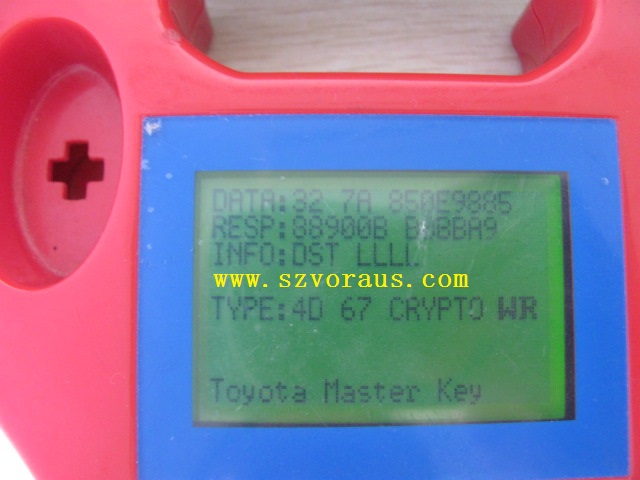 DATA:32 7A 850E9885
RESP:88900B B8BBA9
INFO:DST LLLL
www.szvoraus.com
TYPE:4D 67 CRYPTO WR
Toyota Master Key